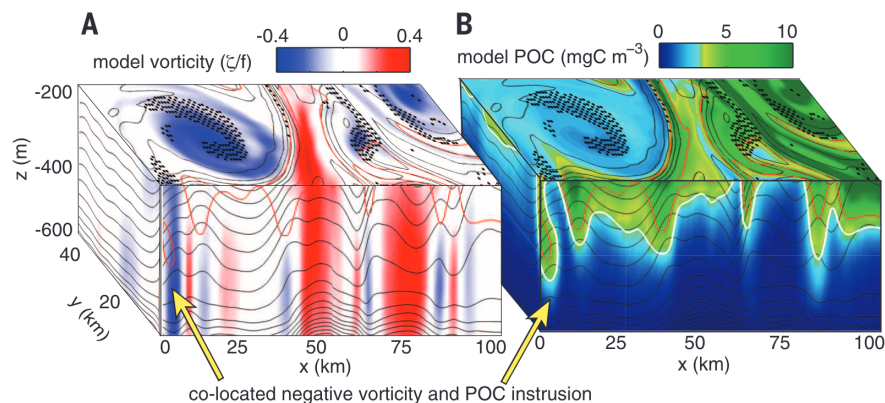 A
model vorticity (ζ/f)
-0.4 0 0.4
B
model POC (mgC m⁻³)
0 5 10
z (m)
-200
-400
-600
40
20
y (km)
0 25 50 75 100
x (km)
0 25 50 75 100
x (km)
co-located negative vorticity and POC instrusion